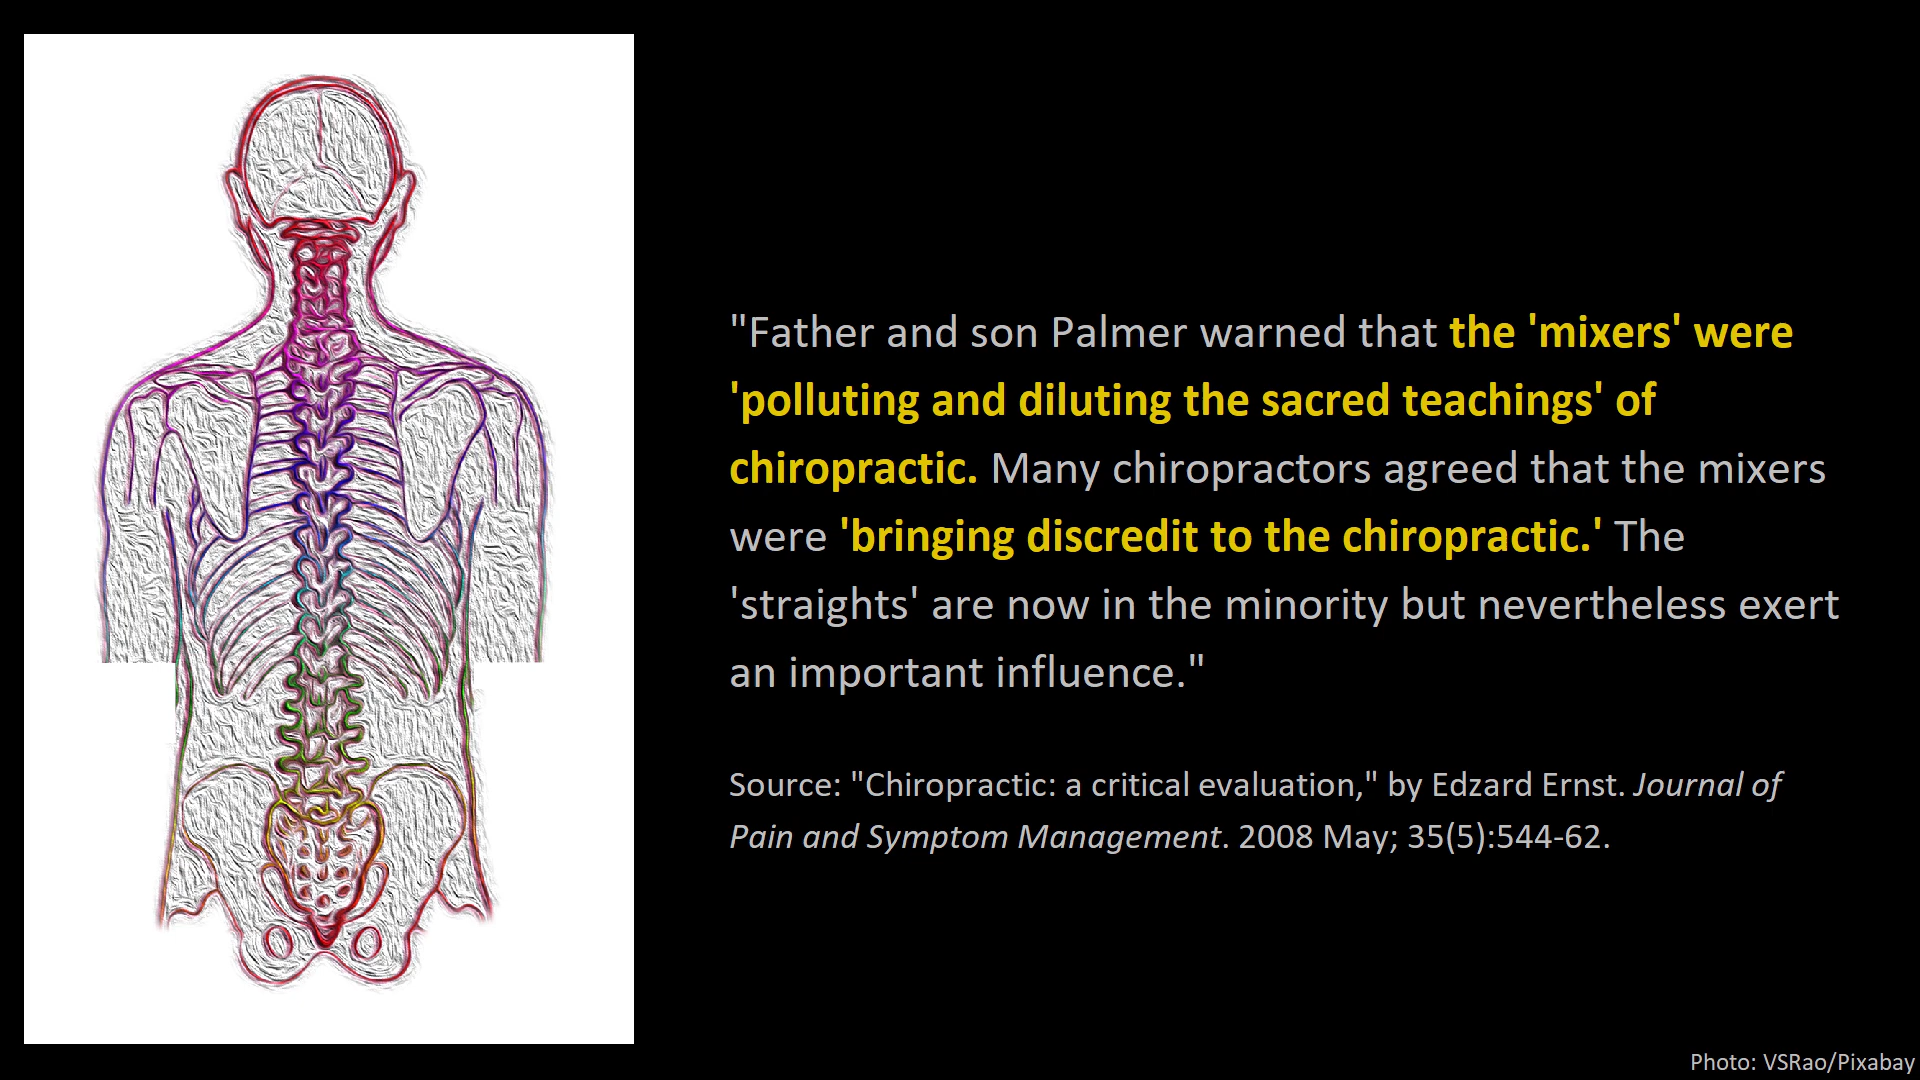 "Father and son Palmer warned that the 'mixers' were
'polluting and diluting the sacred teachings' of
chiropractic. Many chiropractors agreed that the mixers
were 'bringing discredit to the chiropractic.' The
'straights' are now in the minority but nevertheless exert
an important influence."
Source: "Chiropractic: a critical evaluation," by Edzard Ernst. Journal of
Pain and Symptom Management. 2008 May; 35(5):544-62.
Photo: VSRao/Pixabay